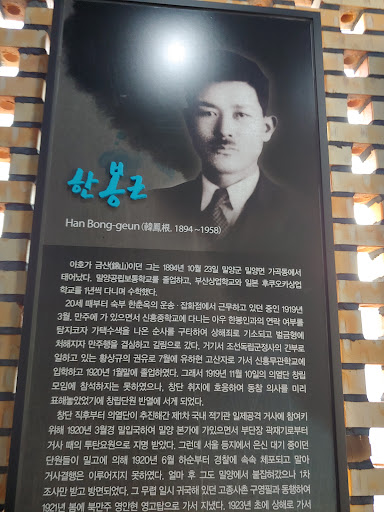 한봉근
Han Bong-geun (韓鳳根, 1894~1958)
아호가 금산(錦山)이던 그는 1894년 10월 23일 밀양군 밀양면 가곡동에서
태어났다. 밀양공립보통학교를 졸업하고, 부산상업학교와 일본 후쿠오카상업
학교를 1년씩 다니며 수학했다.
20세 때부터 숙부 한춘옥의 운송·잡화점에서 근무하고 있던 중인 1919년
3월, 만주에 가 있으면서 신흥중학교에 다니는 아우 한봉인과의 연락 여부를
탐지코자 가택수색을 나온 순사를 구타하여 상해죄로 기소되고 벌금형에
처해지자 만주행을 결심하고 길림으로 갔다. 거기서 조선독립군정사의 간부로
일하고 있는 황상규의 권유로 7월에 유하현 고산자로 가서 신흥무관학교에
입학하고 1920년 1월말에 졸업하였다. 그래서 1919년 11월 10일의 의열단 창립
모임에 참석하지는 못하였으나, 창단 취지에 호응하여 동참 의사를 미리
표해놓았었기에 창립단원 반열에 서게 되었다.
창단 직후부터 의열단이 추진해간 제1차 국내 적기관 일제공격 거사에 참여키
위해 1920년 3월경 밀입국하여 밀양 본가에 가있으면서 부단장 곽재기로부터
거사 때의 투탄요원으로 지명 받았다. 그런데 서울 등지에서 은신 대기 중이던
단원들이 밀고에 의해 1920년 6월 하순부터 경찰에 속속 체포되고 말아
거사결행은 이루어지지 못하였다. 얼마 후 그도 밀양에서 붙잡혀갔으나 1차
조사만 받고 방면되었다. 그 무렵 일시 귀국해 있던 고종사촌 구영필과 동행하여
1921년 봄에 북만주 영안현 영고탑으로 가서 지냈다. 1923년 초에 상해로 가서